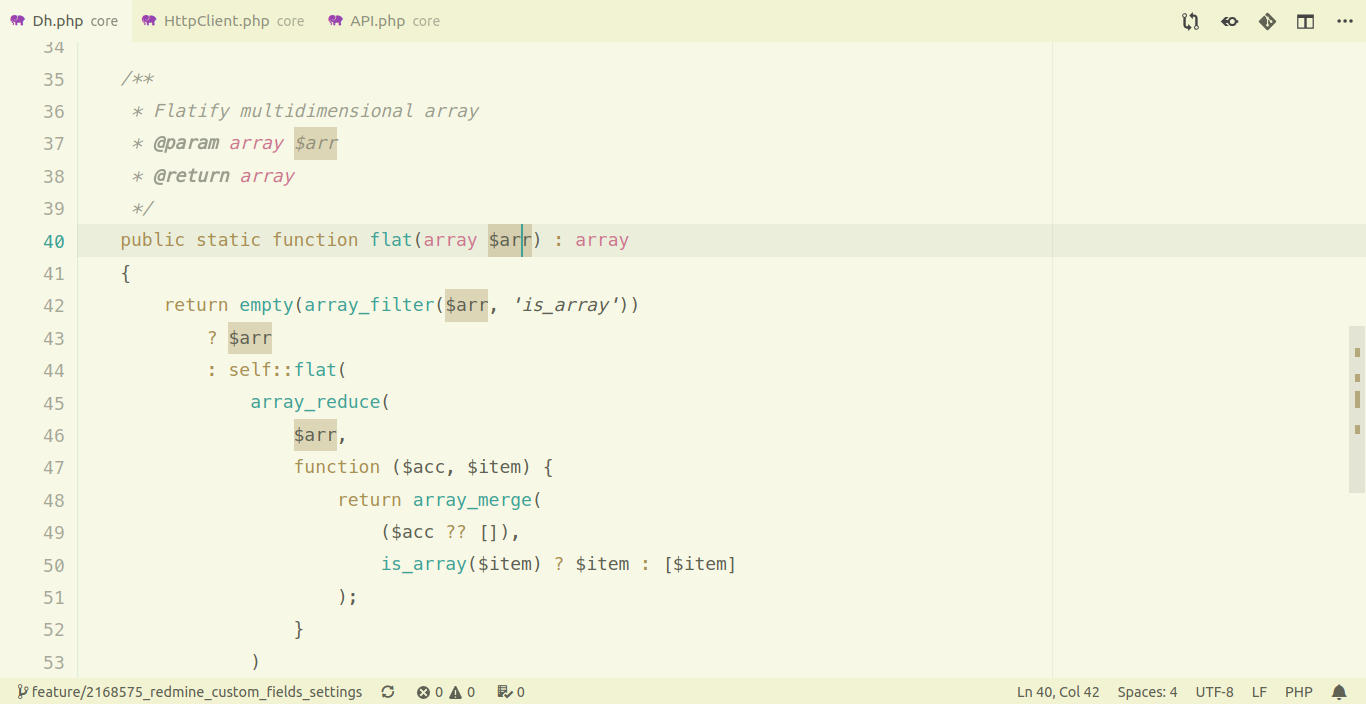 Dh.php core HttpClient.php core API.php core
34
35 /**
36 * Flatify multidimensional array
37 * @param array $arr
38 * @return array
39 */
40 public static function flat(array $arr) : array
41 {
42 return empty(array_filter($arr, 'is_array'))
43 ? $arr
44 : self::flat(
45 array_reduce(
46 $arr,
47 function ($acc, $item) {
48 return array_merge(
49 ($acc ?? []),
50 is_array($item) ? $item : [$item]
51 );
52 }
53 )
feature/2168575_redmine_custom_fields_settings 0 0 0 Ln 40, Col 42 Spaces: 4 UTF-8 LF PHP